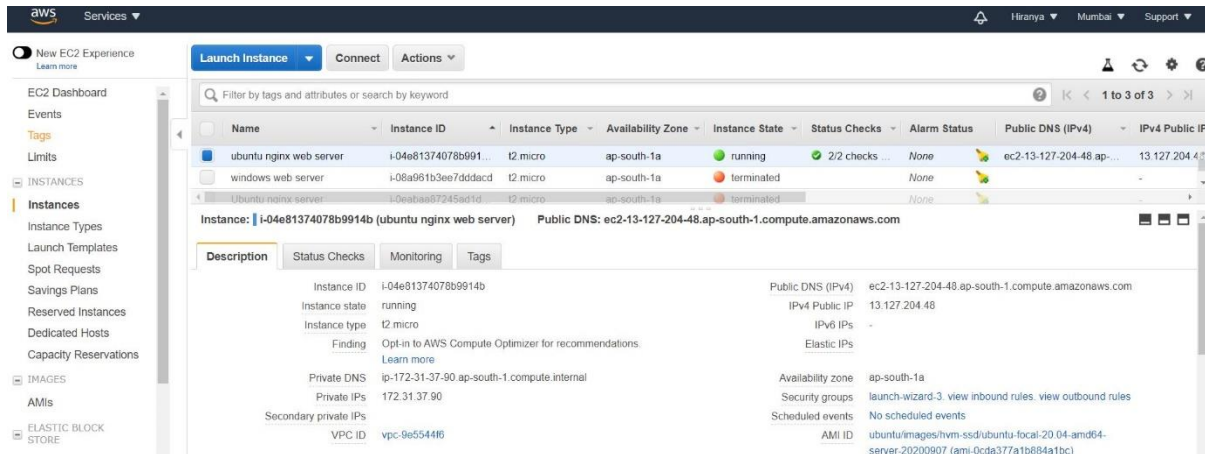 aws Services ▼ Hiranya ▼ Mumbai ▼ Support ▼
New EC2 Experience
Learn more
EC2 Dashboard
Events
Tags
Limits
INSTANCES
Instances
Instance Types
Launch Templates
Spot Requests
Savings Plans
Reserved Instances
Dedicated Hosts
Capacity Reservations
IMAGES
AMIs
ELASTIC BLOCK
STORE
Launch Instance Connect Actions
Filter by tags and attributes or search by keyword 1 to 3 of 3
Name Instance ID Instance Type Availability Zone Instance State Status Checks Alarm Status Public DNS (IPv4) IPv4 Public IP
ubuntu nginx web server i-04e81374078b991... t2.micro ap-south-1a running 2/2 checks ... None ec2-13-127-204-48.ap-... 13.127.204.4
windows web server i-08a961b3ee7dddacd t2.micro ap-south-1a terminated None -
Ubuntu nginx server i-0eabaa87245ad1d t2.micro ap-south-1a terminated None -
Instance: i-04e81374078b9914b (ubuntu nginx web server) Public DNS: ec2-13-127-204-48.ap-south-1.compute.amazonaws.com
Description Status Checks Monitoring Tags
Instance ID i-04e81374078b9914b Public DNS (IPv4) ec2-13-127-204-48.ap-south-1.compute.amazonaws.com
Instance state running IPv4 Public IP 13.127.204.48
Instance type t2.micro IPv6 IPs -
Finding Opt-in to AWS Compute Optimizer for recommendations. Elastic IPs
Learn more
Private DNS ip-172-31-37-90.ap-south-1.compute.internal Availability zone ap-south-1a
Private IPs 172.31.37.90 Security groups launch-wizard-3. view inbound rules. view outbound rules
Secondary private IPs Scheduled events No scheduled events
VPC ID vpc-9e5544f6 AMI ID ubuntu/images/hvm-ssd/ubuntu-focal-20.04-amd64-
server-20200907 (ami-0cda377a1b884a1bc)